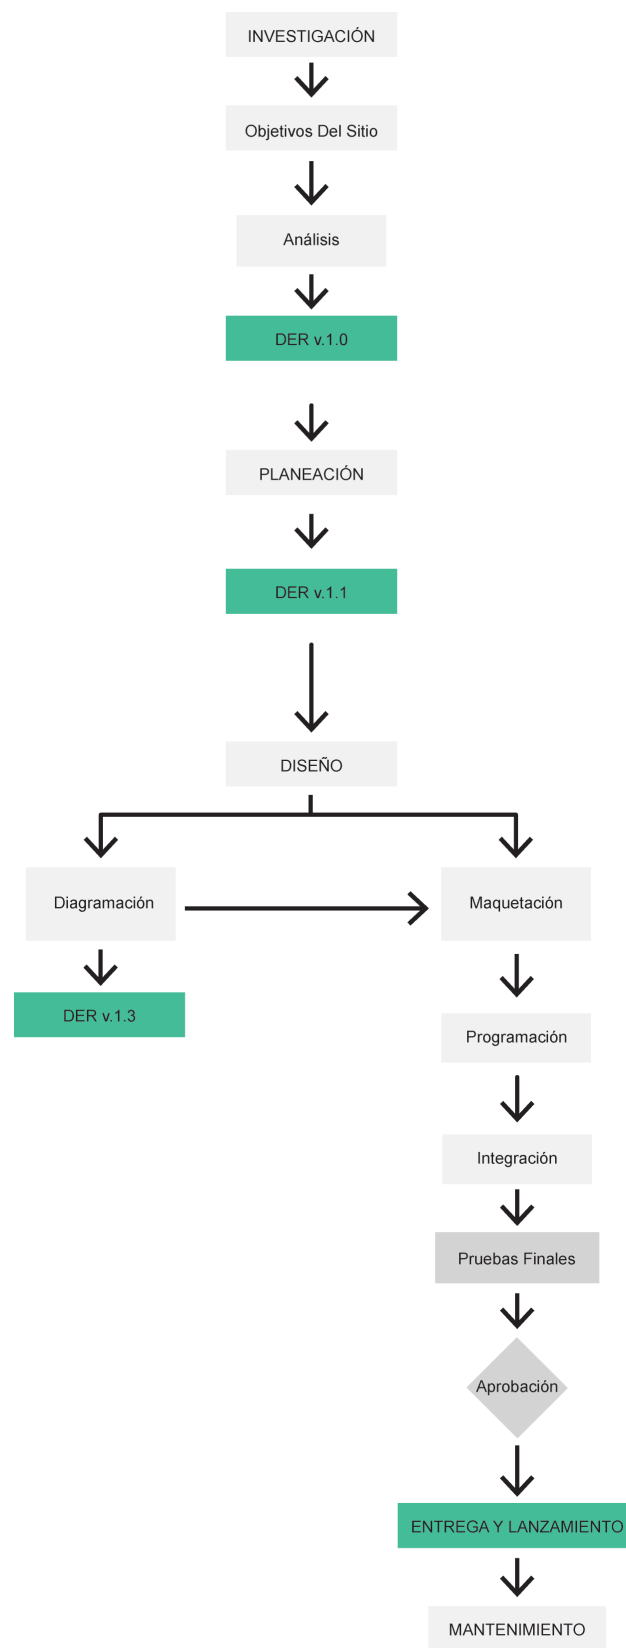 INVESTIGACIÓN
Objetivos Del Sitio
Análisis
DER v.1.0
PLANEACIÓN
DER v.1.1
DISEÑO
Diagramación
Maquetación
DER v.1.3
Programación
Integración
Pruebas Finales
Aprobación
ENTREGA Y LANZAMIENTO
MANTENIMIENTO